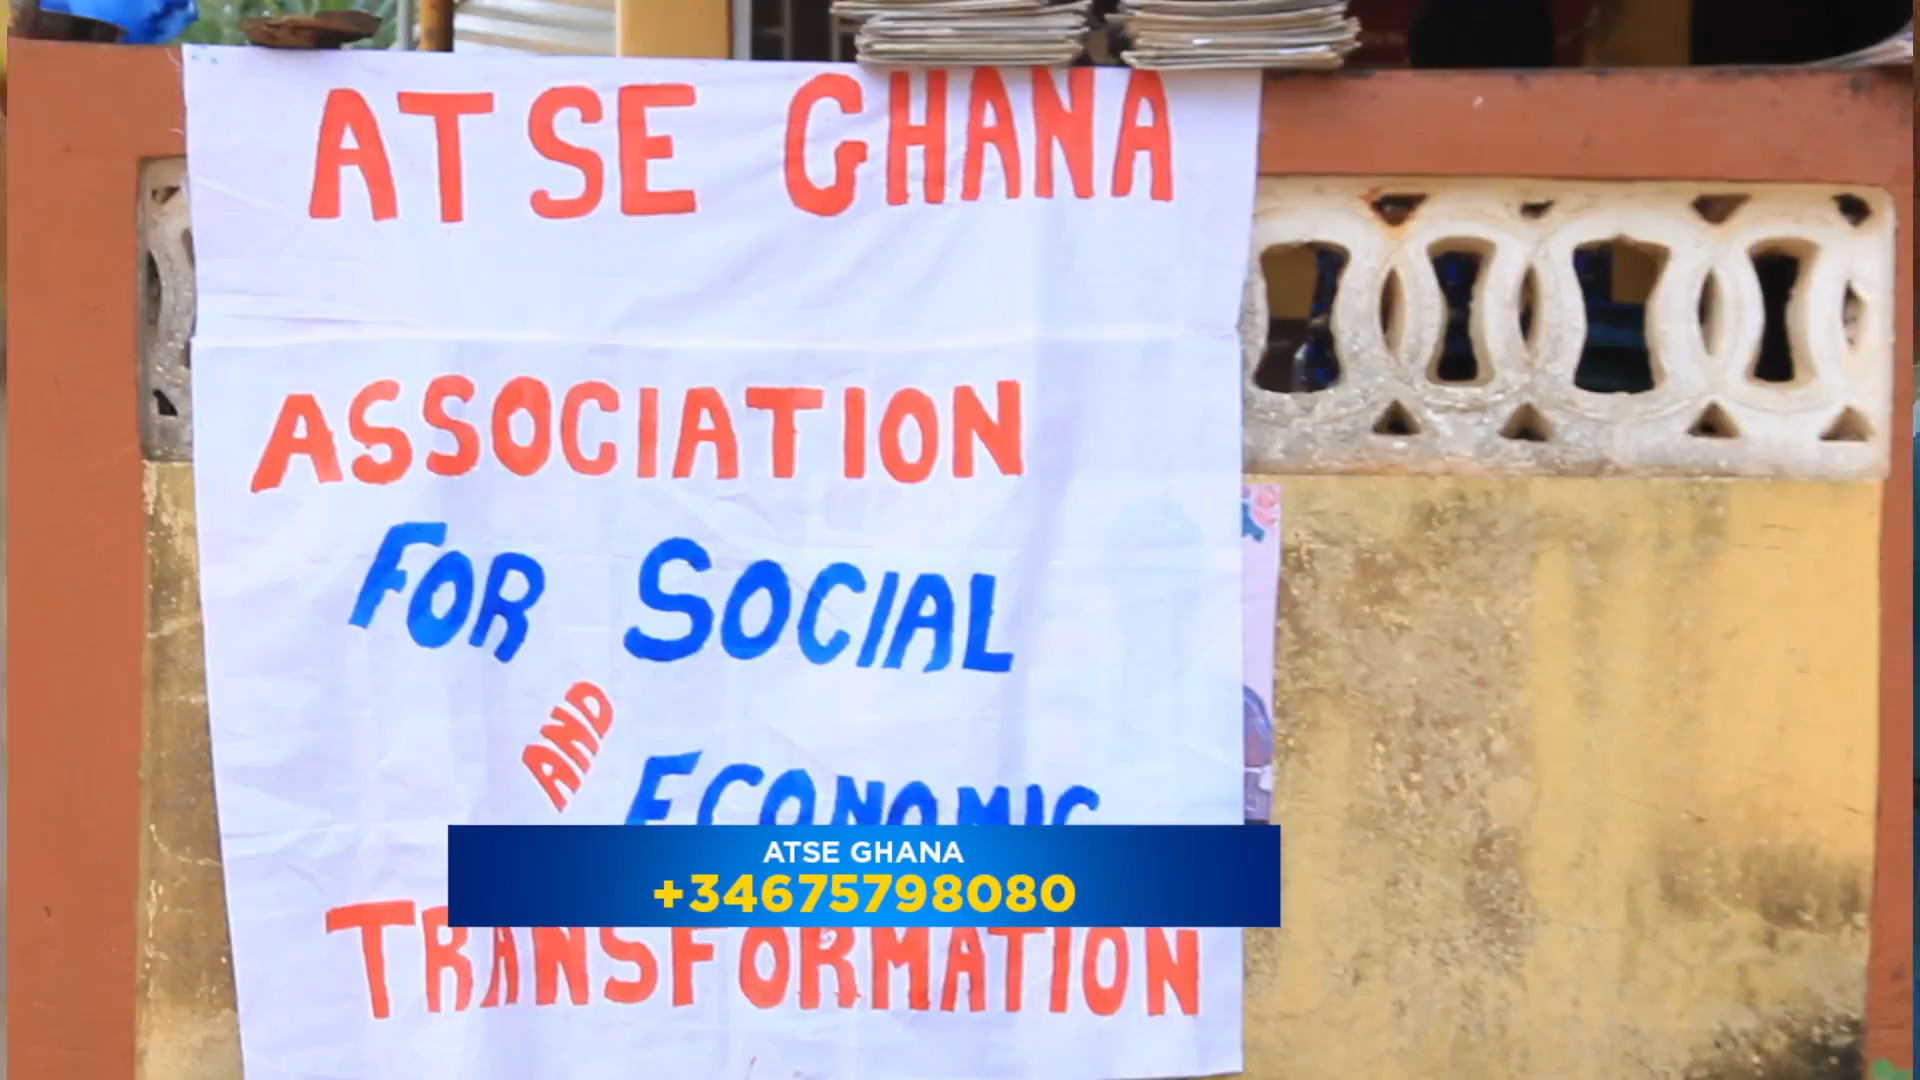 ATSE GHANA
ASSOCIATION
FOR SOCIAL
AND
ECONOMIC
ATSE GHANA
+34675798080
TRANSFORMATION